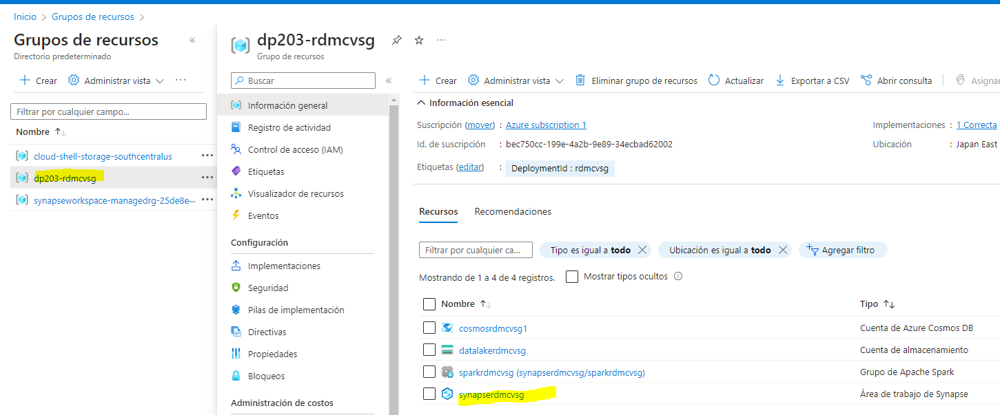 Inicio > Grupos de recursos >
Grupos de recursos «
Directorio predeterminado
+ Crear Administrar vista ···
Filtrar por cualquier campo...
Nombre ↑↓
cloud-shell-storage-southcentralus ···
dp203-rdmcvsg ···
synapseworkspace-managedrg-25de8e... ···
dp203-rdmcvsg ···
Grupo de recursos
Buscar «
Información general
Registro de actividad
Control de acceso (IAM)
Etiquetas
Visualizador de recursos
Eventos
Configuración
Implementaciones
Seguridad
Pilas de implementación
Directivas
Propiedades
Bloqueos
Administración de costos
+ Crear Administrar vista Eliminar grupo de recursos Actualizar Exportar a CSV Abrir consulta Asignar
Información esencial
Suscripción (mover) : Azure subscription 1 Implementaciones : 1 Correcta
Id. de suscripción : bec750cc-199e-4a2b-9e89-34ecbad62002 Ubicación : Japan East
Etiquetas (editar) : DeploymentId : rdmcvsg
Recursos Recomendaciones
Filtrar por cualquier ca... Tipo es igual a todo Ubicación es igual a todo Agregar filtro
Mostrando de 1 a 4 de 4 registros. Mostrar tipos ocultos
Nombre ↑↓ Tipo ↑↓
cosmosrdmcvsg1 Cuenta de Azure Cosmos DB
datalakerdmcvsg Cuenta de almacenamiento
sparkrdmcvsg (synapserdmcvsg/sparkrdmcvsg) Grupo de Apache Spark
synapserdmcvsg Área de trabajo de Synapse